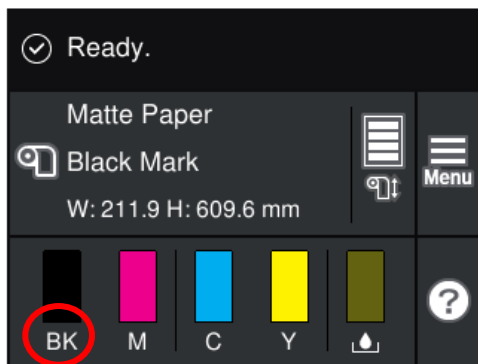 Ready.
Matte Paper
Black Mark
W: 211.9 H: 609.6 mm
Menu
BK M C Y
?